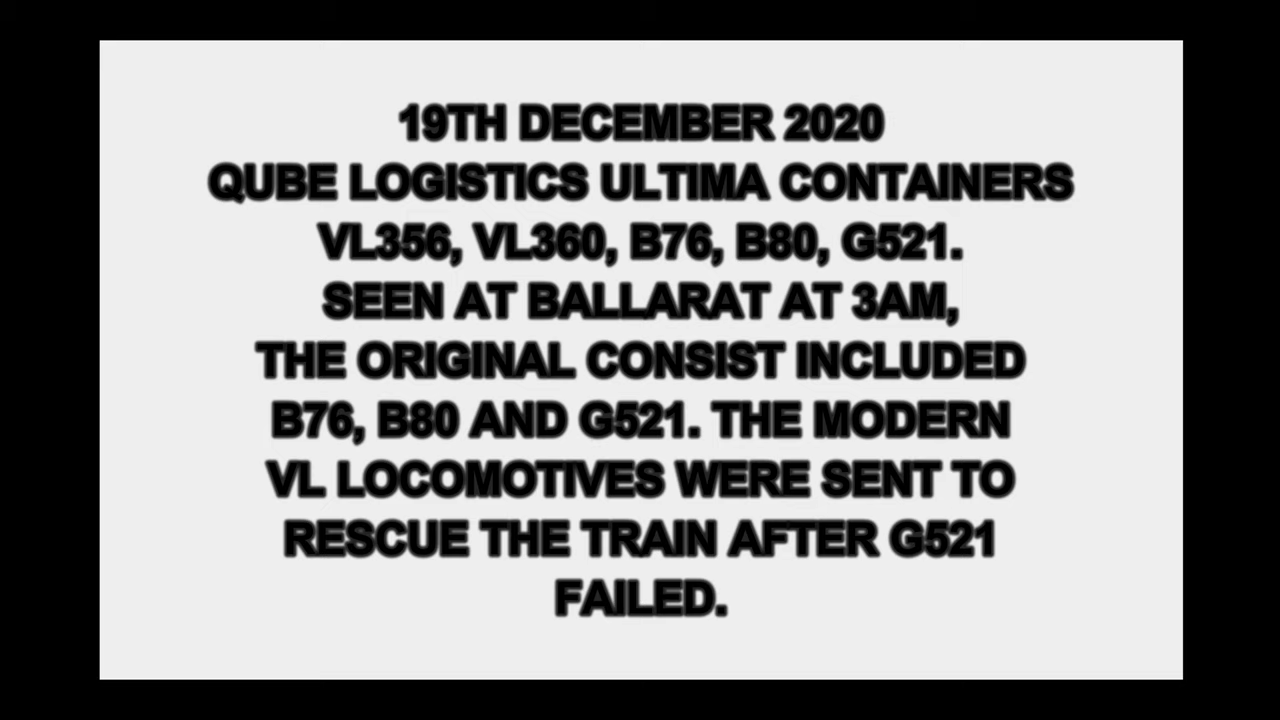 19TH DECEMBER 2020
QUBE LOGISTICS ULTIMA CONTAINERS
VL356, VL360, B76, B80, G521.
SEEN AT BALLARAT AT 3AM,
THE ORIGINAL CONSIST INCLUDED
B76, B80 AND G521. THE MODERN
VL LOCOMOTIVES WERE SENT TO
RESCUE THE TRAIN AFTER G521
FAILED.